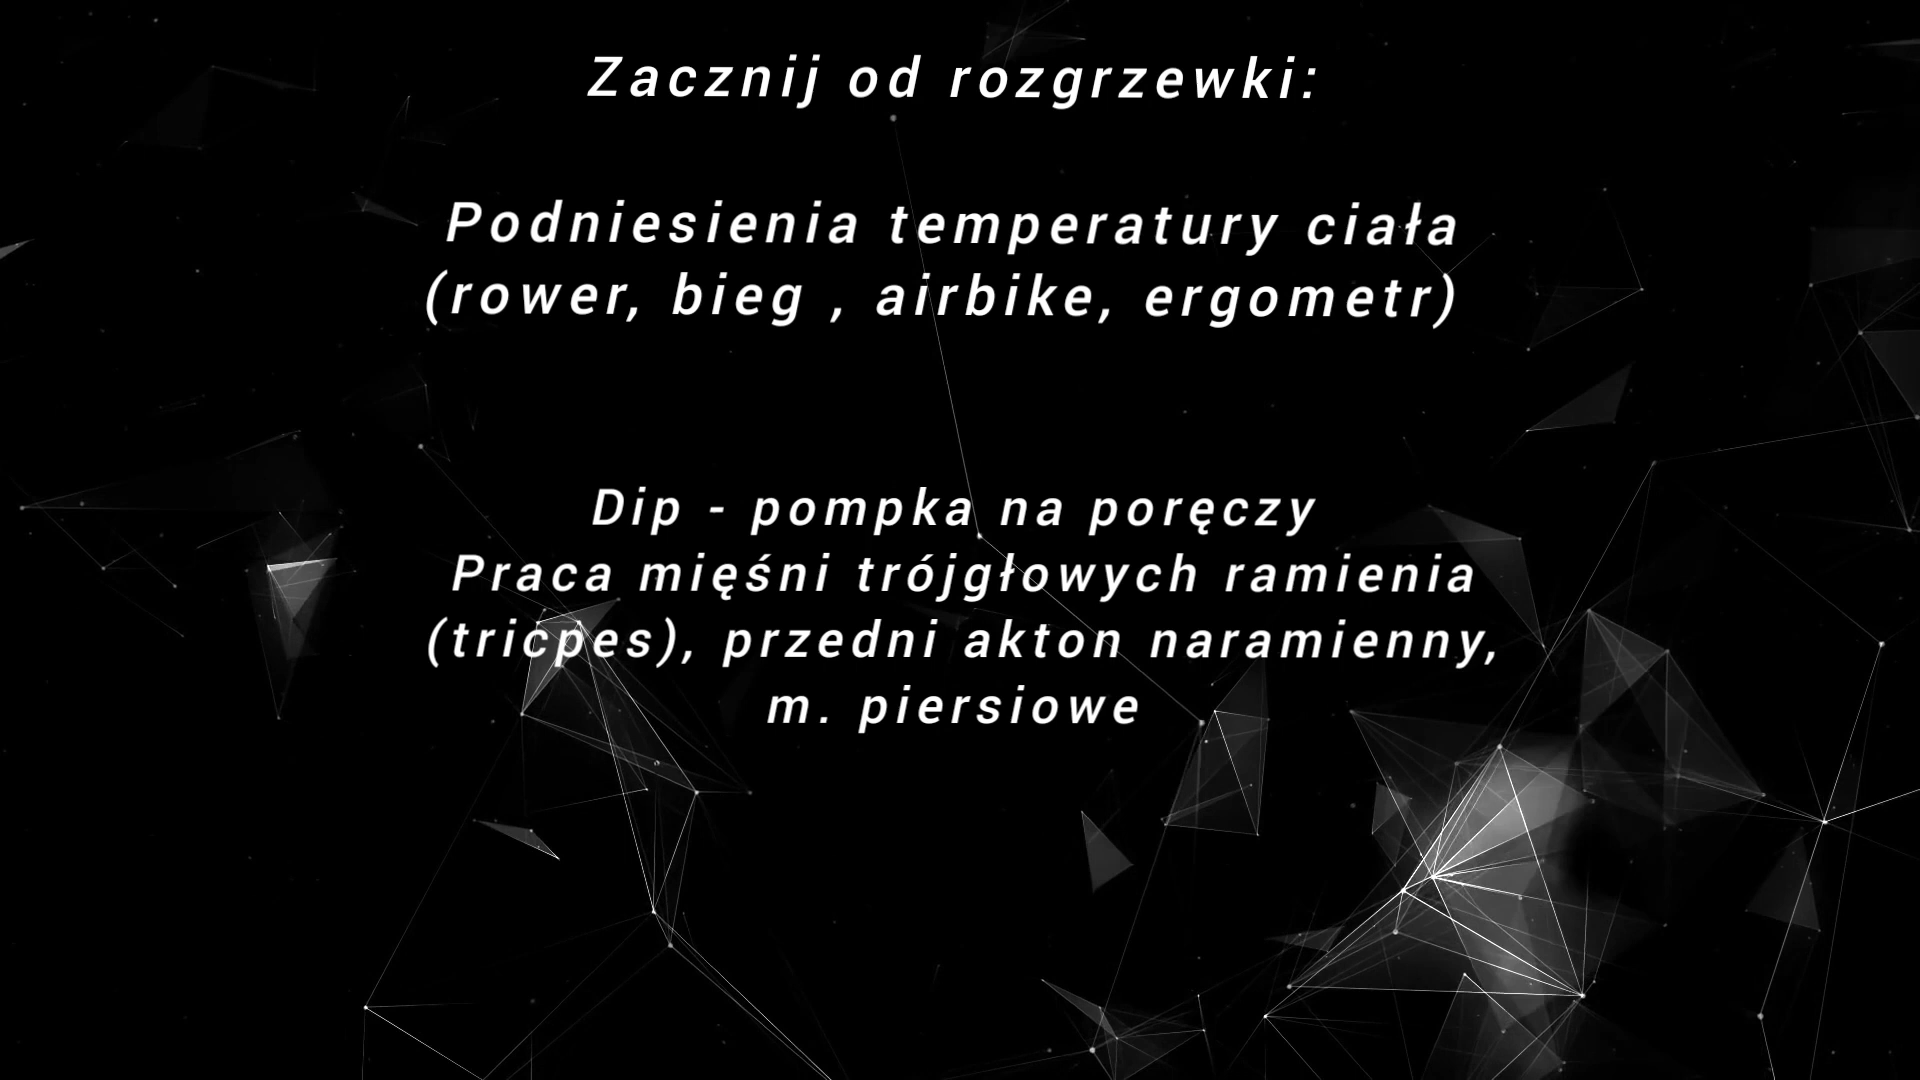 Zacznij od rozgrzewki:
Podniesienia temperatury ciała
(rower, bieg , airbike, ergometr)
Dip - pompka na poręczy
Praca mięśni trójgłowych ramienia
(tricpes), przedni akton naramienny,
m. piersiowe